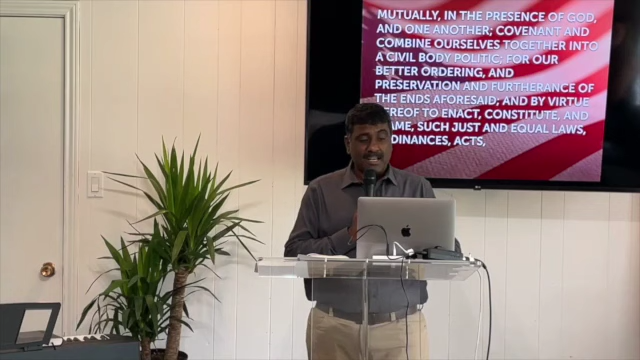 MUTUALLY, IN THE PRESENCE OF GOD,
AND ONE ANOTHER; COVENANT AND
COMBINE OURSELVES TOGETHER INTO
A CIVIL BODY POLITIC; FOR OUR
BETTER ORDERING, AND
PRESERVATION AND FURTHERANCE OF
THE ENDS AFORESAID; AND BY VIRTUE
TO ENACT, CONSTITUTE, AND
SUCH JUST AND EQUAL LAWS,
ACTS,